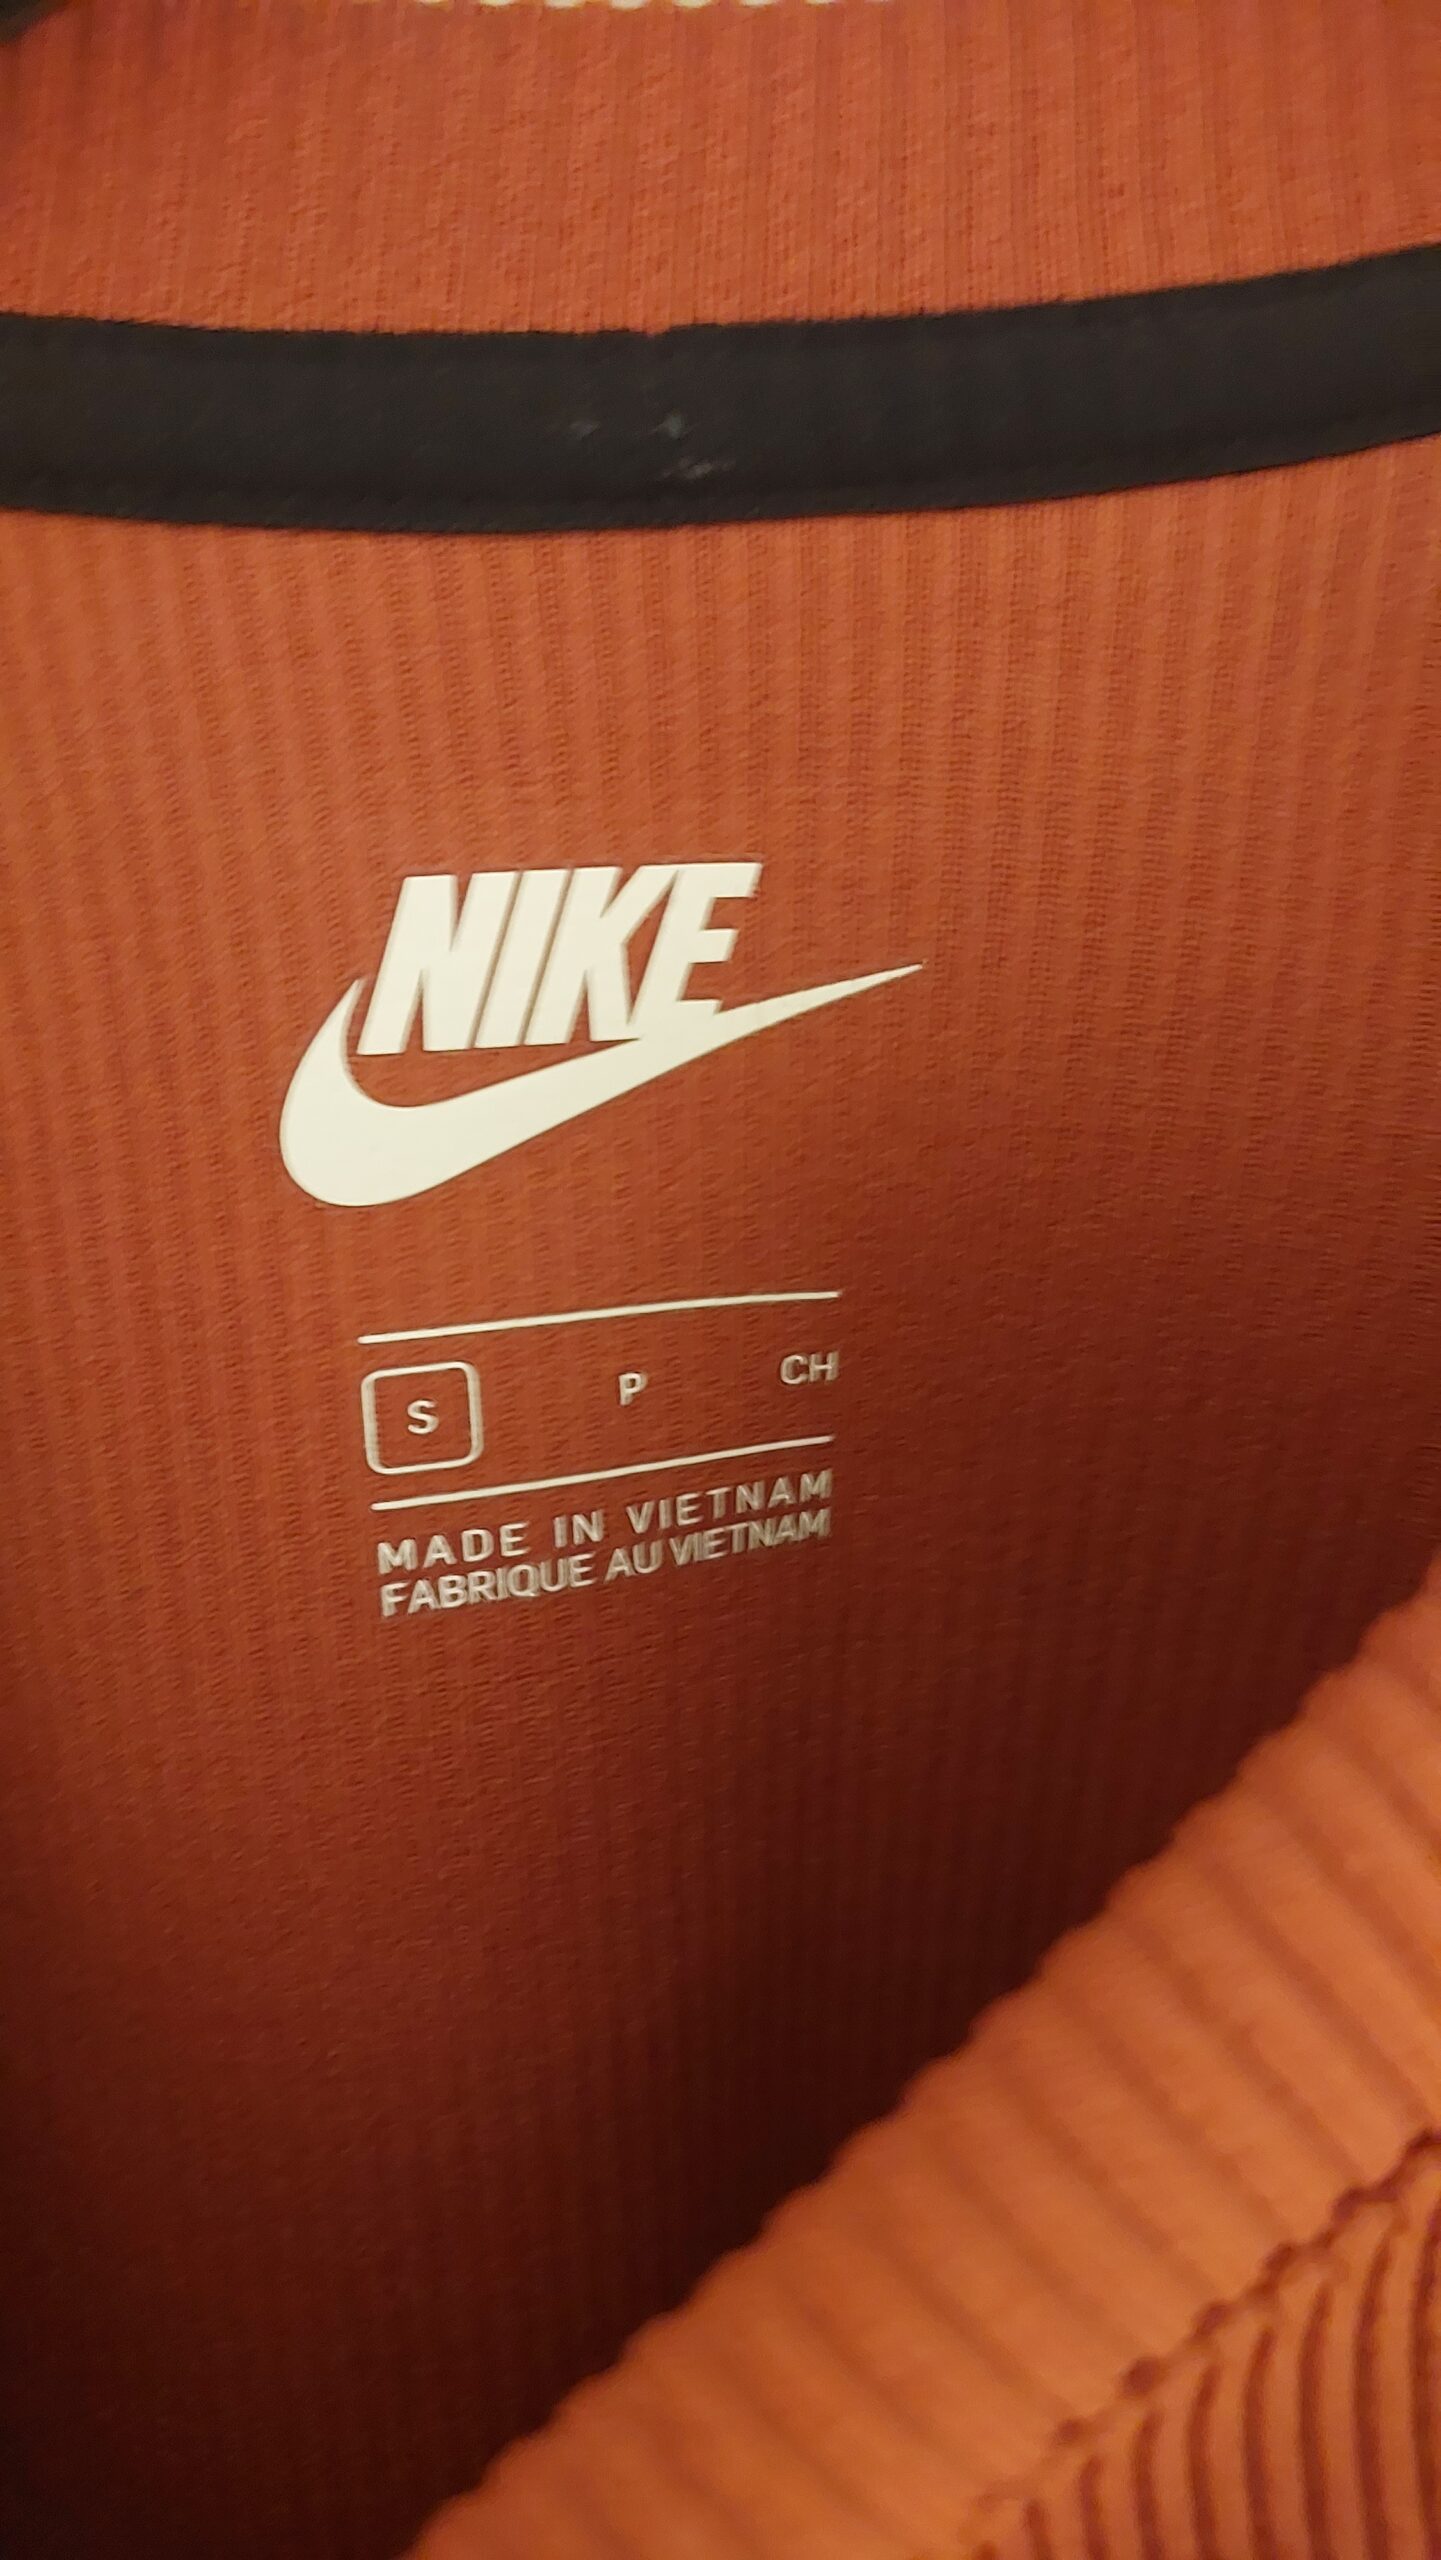 NIKE
S P CH
MADE IN VIETNAM
FABRIQUE AU VIETNAM